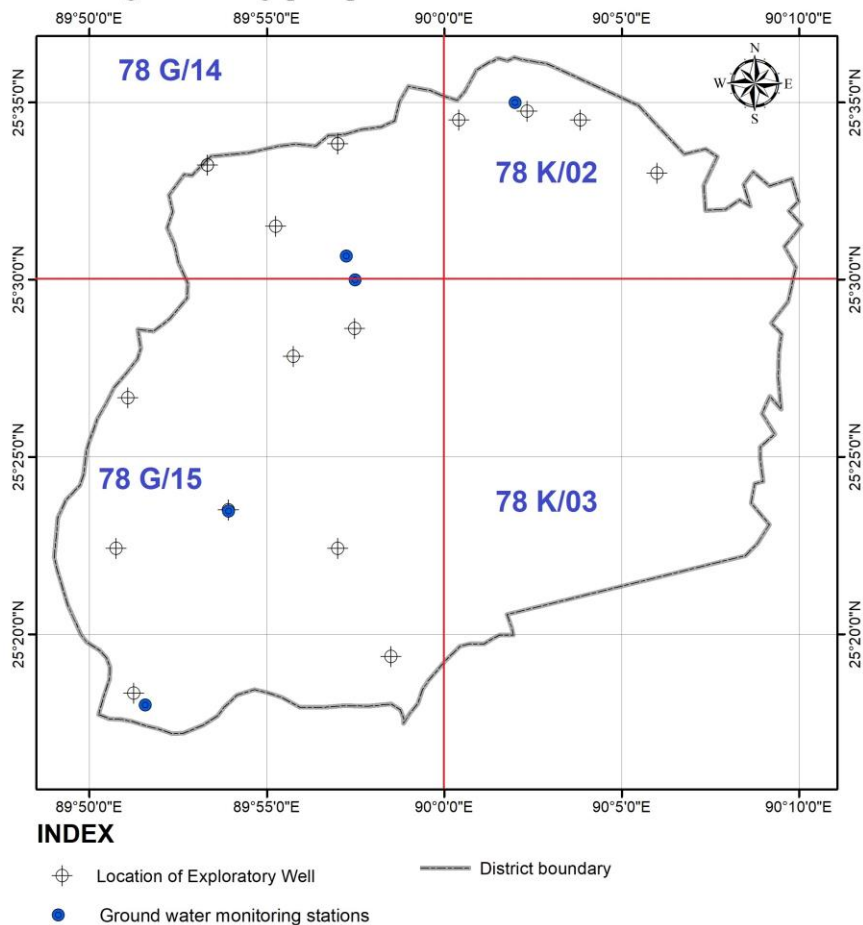 89°50'0"E 89°55'0"E 90°0'0"E 90°5'0"E 90°10'0"E
78 G/14
N
W E
S
25°35'0"N 25°35'0"N
78 K/02
25°30'0"N 25°30'0"N
25°25'0"N 25°25'0"N
78 G/15
78 K/03
25°20'0"N 25°20'0"N
89°50'0"E 89°55'0"E 90°0'0"E 90°5'0"E 90°10'0"E
INDEX
Location of Exploratory Well District boundary
Ground water monitoring stations